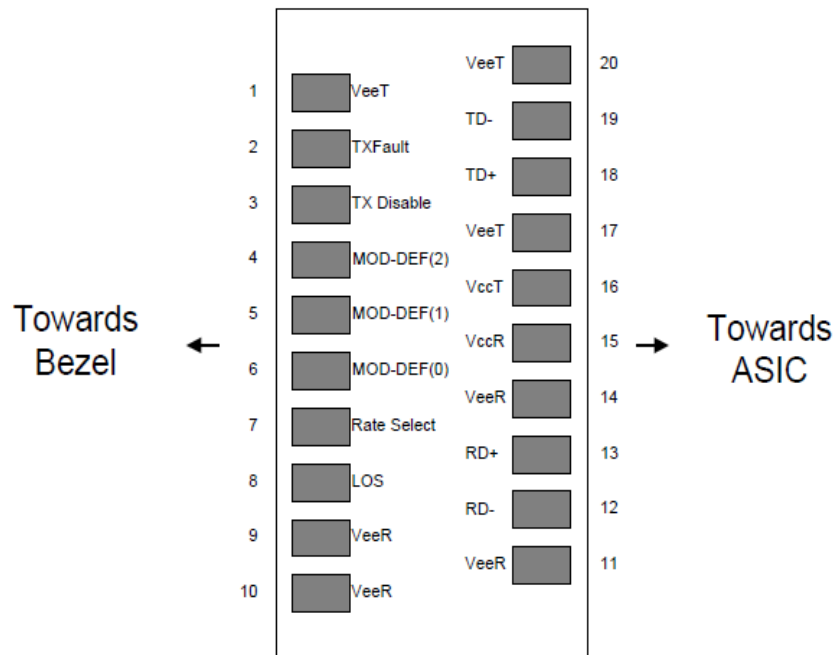 VeeT 20
1 VeeT
TD- 19
2 TXFault
TD+ 18
3 TX Disable
VeeT 17
4 MOD-DEF(2)
VccT 16
5 MOD-DEF(1)
Towards
Bezel
VccR 15
Towards
ASIC
6 MOD-DEF(0)
VeeR 14
7 Rate Select
RD+ 13
8 LOS
RD- 12
9 VeeR
VeeR 11
10 VeeR